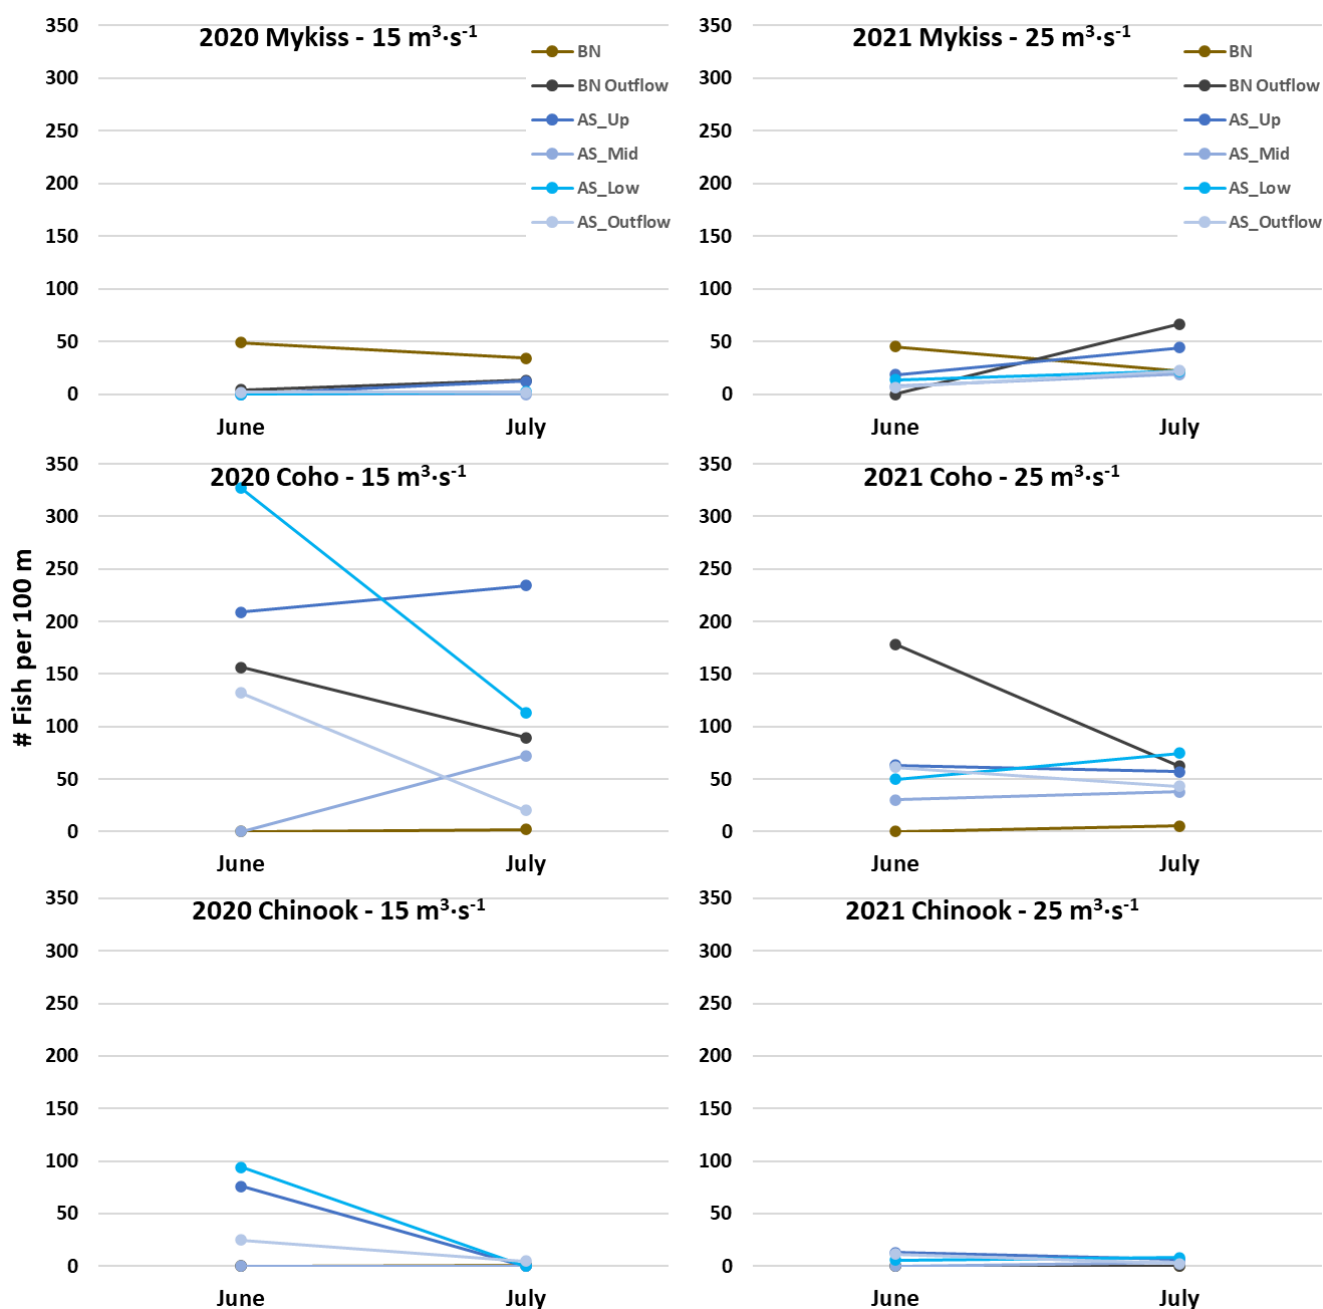 2020 Mykiss - 15 m³·s⁻¹
350
300
250
200
150
100
50
0
BN
BN Outflow
AS_Up
AS_Mid
AS_Low
AS_Outflow
June July
2021 Mykiss - 25 m³·s⁻¹
350
300
250
200
150
100
50
0
BN
BN Outflow
AS_Up
AS_Mid
AS_Low
AS_Outflow
June July
# Fish per 100 m
2020 Coho - 15 m³·s⁻¹
350
300
250
200
150
100
50
0
June July
2021 Coho - 25 m³·s⁻¹
350
300
250
200
150
100
50
0
June July
2020 Chinook - 15 m³·s⁻¹
350
300
250
200
150
100
50
0
June July
2021 Chinook - 25 m³·s⁻¹
350
300
250
200
150
100
50
0
June July